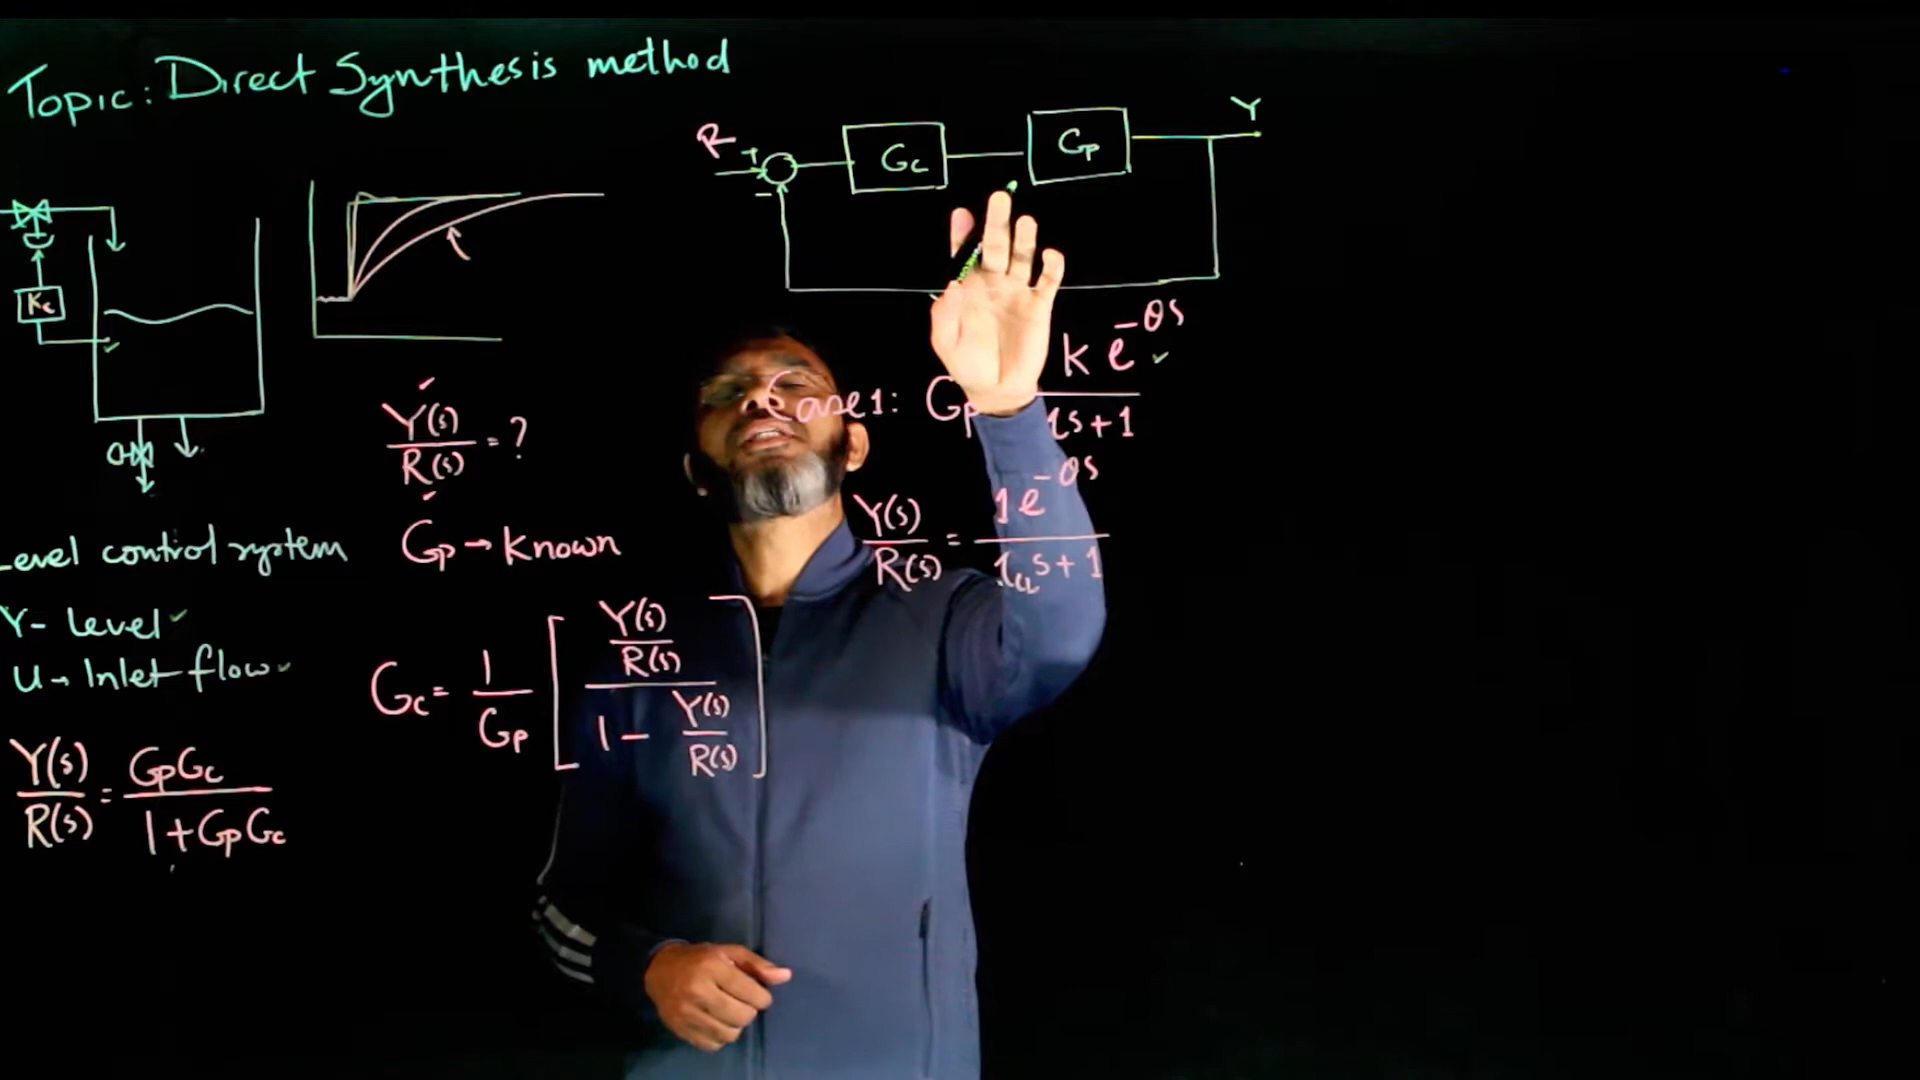 Topic: Direct Synthesis method
R + - Gc Gp Y
Kc
Y(s)/R(s) = ?
Gp → Known
Level control system
Y- Level ✓
U → Inlet flow ✓
Y(s)/R(s) = GpGc / 1+GpGc
Gc = 1/Gp [ Y(s)/R(s) / 1 - Y(s)/R(s) ]
Case 1: Gp k e^-θs / τs+1
Y(s)/R(s) = 1e^-θs / τcl s+1